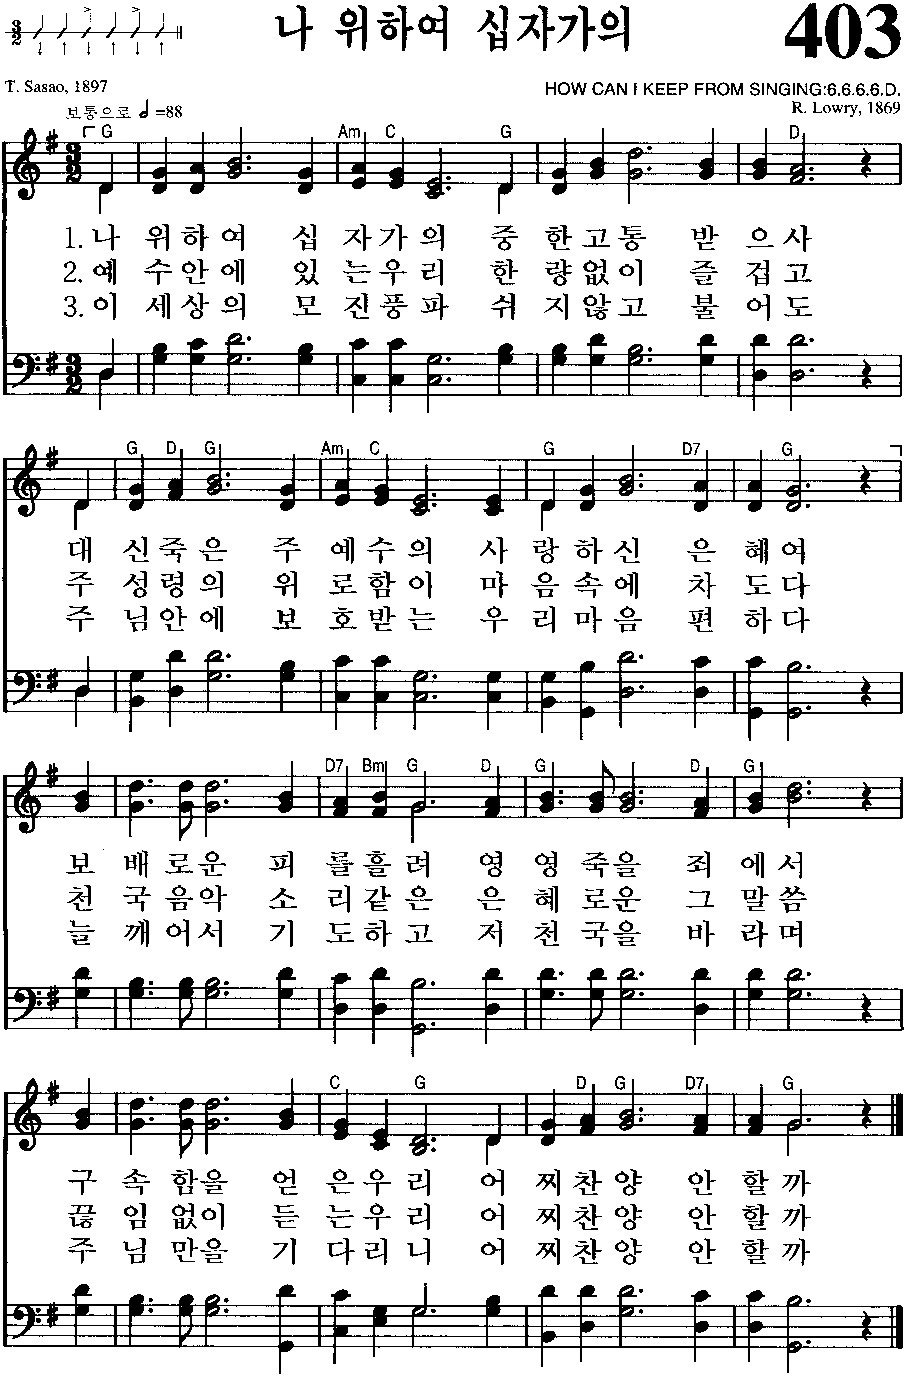 나 위하여 십자가의
403
T. Sasao, 1897
HOW CAN I KEEP FROM SINGING:6.6.6.6.D.
보통으로 =88
R. Lowry, 1869
G Am C G D
1.나 위하여 십자가의 중한고통 받으사
2.예수안에 있는우리 한량없이 즐겁고
3.이세상의 모진풍파 쉬지않고 불어도
G D G Am C G D7 G
대신죽은 주예수의 사랑하신 은혜여
주성령의 위로함이 마음속에 차도다
주님안에 보호받는 우리마음 편하다
D7 Bm G D G D G
보배로운 피를흘려 영영죽을 죄에서
천국음악 소리같은 은혜로운 그말씀
늘깨어서 기도하고 저천국을 바라며
C G D G D7 G
구속함을 얻은우리 어찌찬양 안할까
끊임없이 듣는우리 어찌찬양 안할까
주님만을 기다리니 어찌찬양 안할까